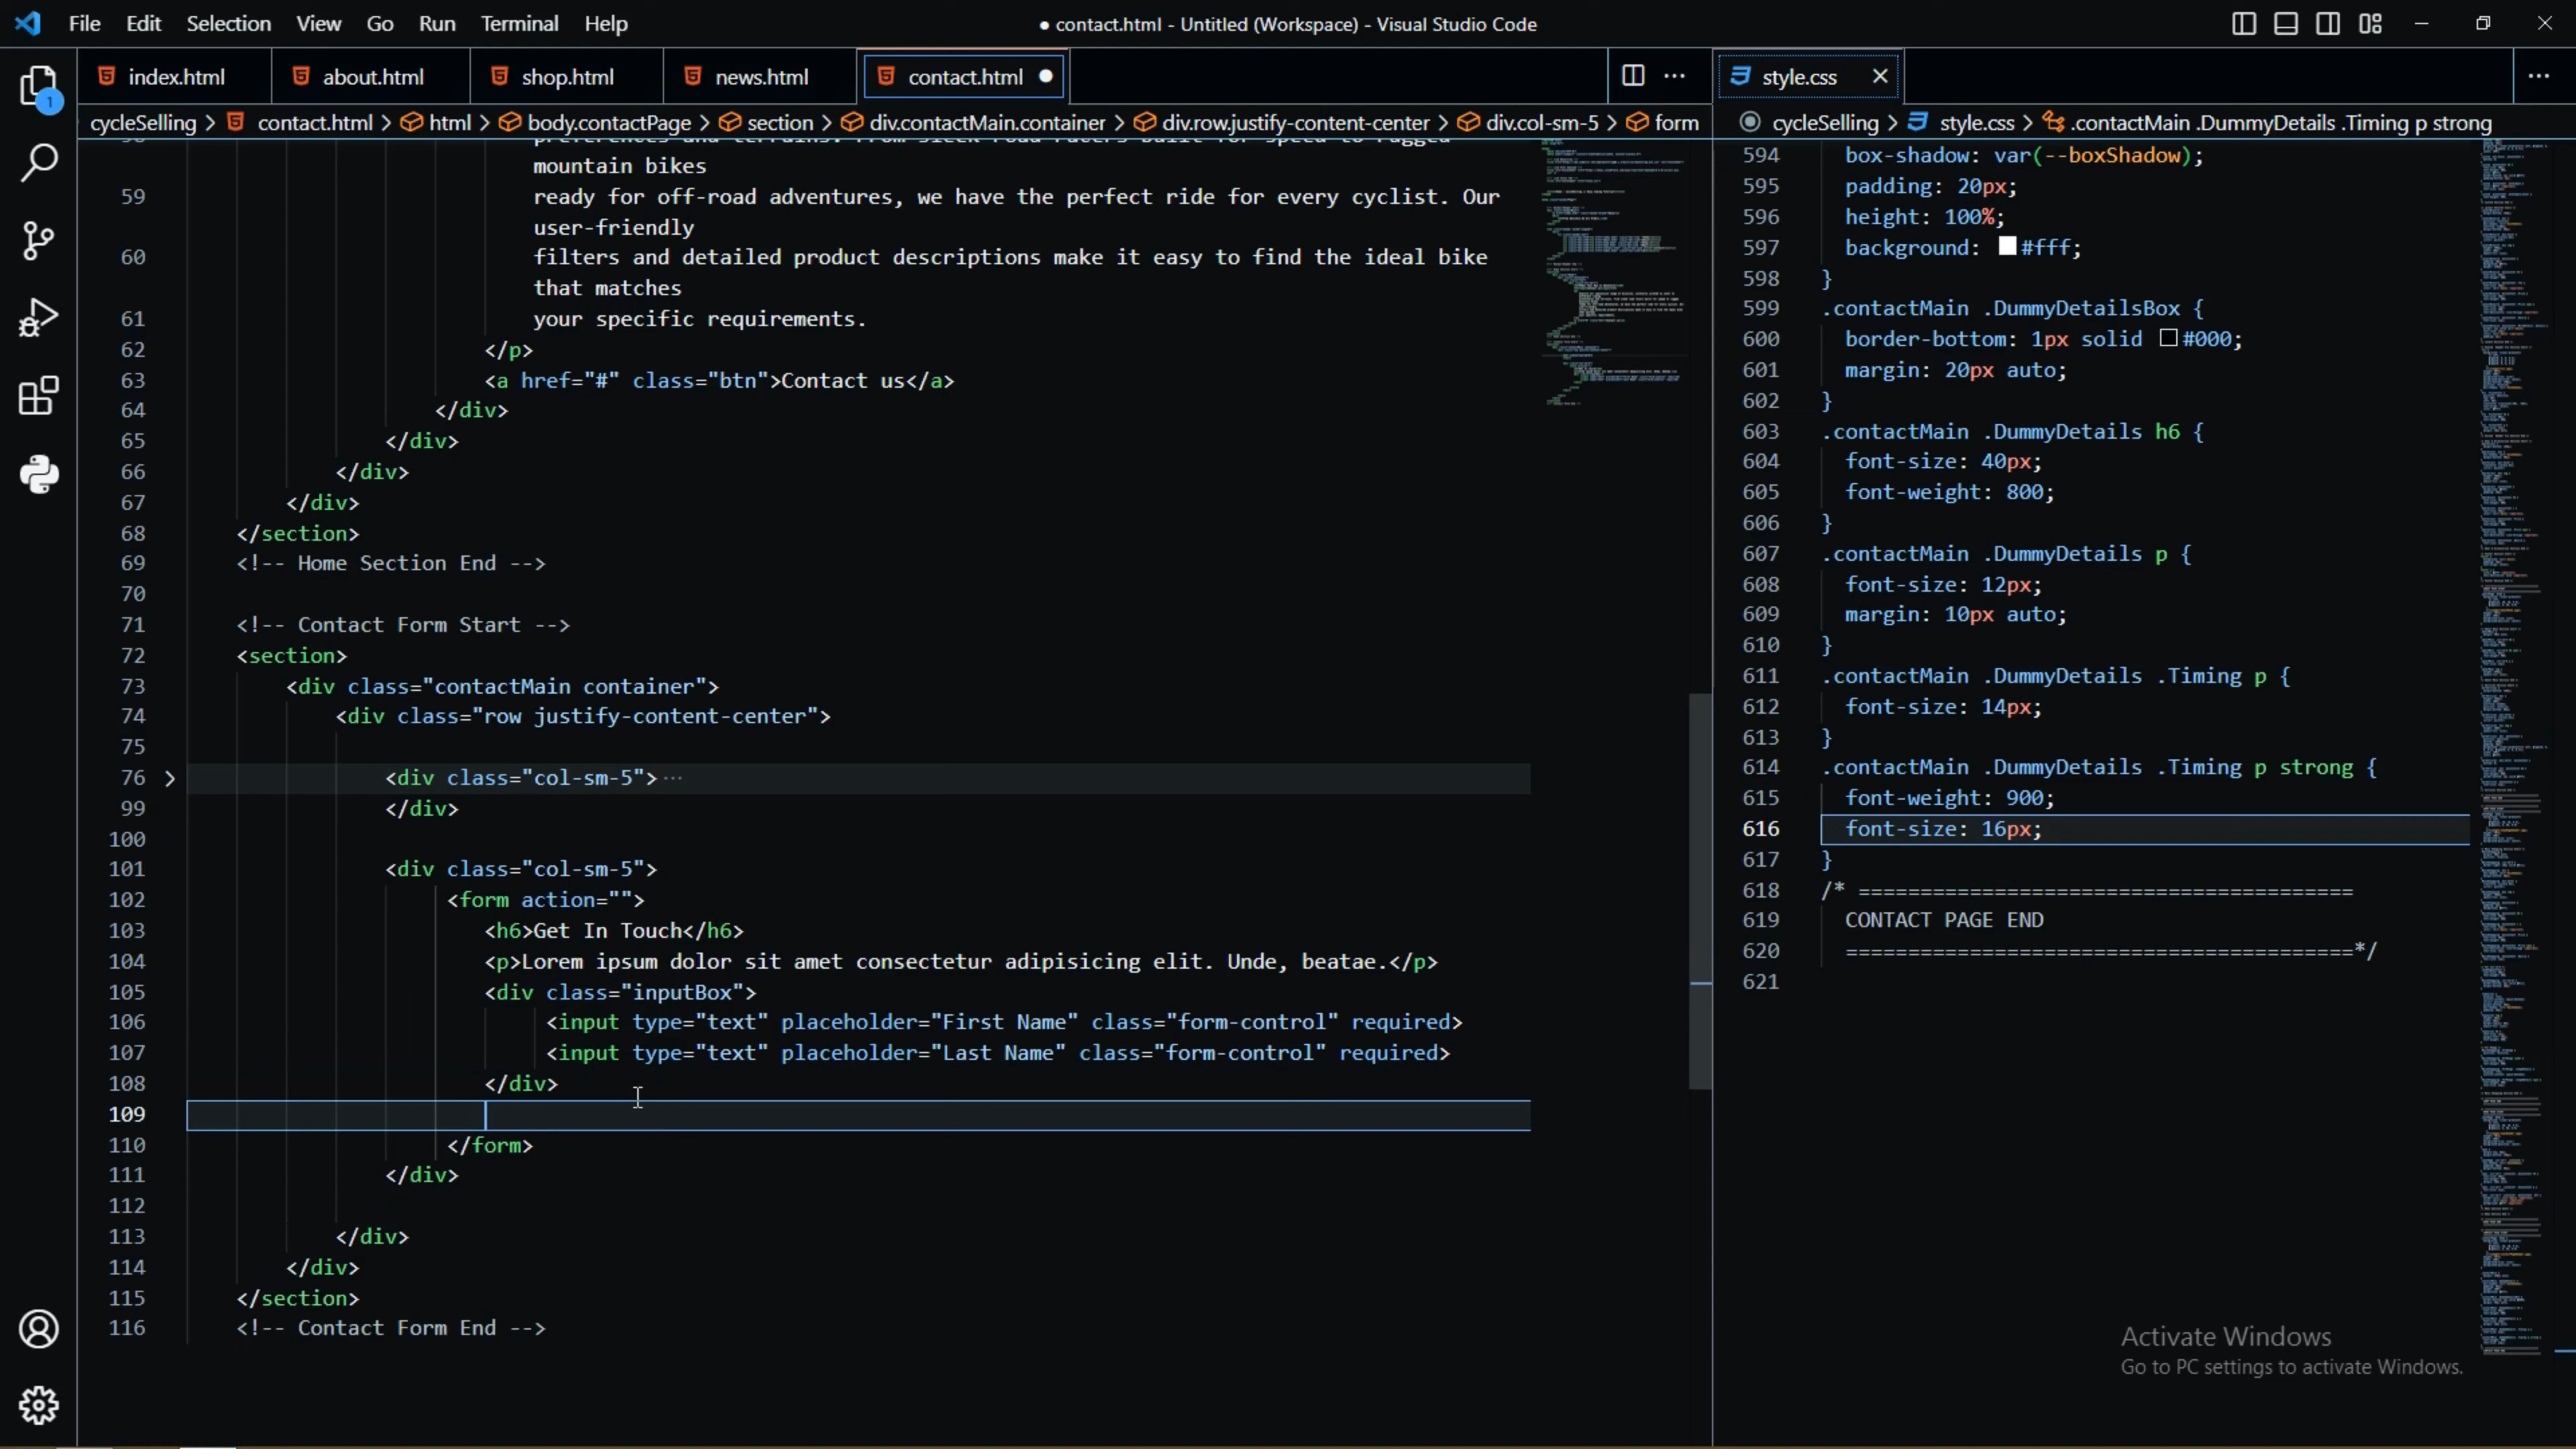 File Edit Selection View Go Run Terminal Help
● contact.html - Untitled (Workspace) - Visual Studio Code
index.html about.html shop.html news.html contact.html ●
cycleSelling > contact.html > html > body.contactPage > section > div.contactMain.container > div.row.justify-content-center > div.col-sm-5 > form
1
mountain bikes
59 ready for off-road adventures, we have the perfect ride for every cyclist. Our
user-friendly
60 filters and detailed product descriptions make it easy to find the ideal bike
that matches
61 your specific requirements.
62 </p>
63 <a href="#" class="btn">Contact us</a>
64 </div>
65 </div>
66 </div>
67 </div>
68 </section>
69 <!-- Home Section End -->
70
71 <!-- Contact Form Start -->
72 <section>
73 <div class="contactMain container">
74 <div class="row justify-content-center">
75
76 <div class="col-sm-5"> ···
99 </div>
100
101 <div class="col-sm-5">
102 <form action="">
103 <h6>Get In Touch</h6>
104 <p>Lorem ipsum dolor sit amet consectetur adipisicing elit. Unde, beatae.</p>
105 <div class="inputBox">
106 <input type="text" placeholder="First Name" class="form-control" required>
107 <input type="text" placeholder="Last Name" class="form-control" required>
108 </div>
109
110 </form>
111 </div>
112
113 </div>
114 </div>
115 </section>
116 <!-- Contact Form End -->
style.css
cycleSelling > style.css > .contactMain .DummyDetails .Timing p strong
594 box-shadow: var(--boxShadow);
595 padding: 20px;
596 height: 100%;
597 background: #fff;
598 }
599 .contactMain .DummyDetailsBox {
600 border-bottom: 1px solid #000;
601 margin: 20px auto;
602 }
603 .contactMain .DummyDetails h6 {
604 font-size: 40px;
605 font-weight: 800;
606 }
607 .contactMain .DummyDetails p {
608 font-size: 12px;
609 margin: 10px auto;
610 }
611 .contactMain .DummyDetails .Timing p {
612 font-size: 14px;
613 }
614 .contactMain .DummyDetails .Timing p strong {
615 font-weight: 900;
616 font-size: 16px;
617 }
618 /* ========================================
619 CONTACT PAGE END
620 =========================================*/
621
Activate Windows
Go to PC settings to activate Windows.